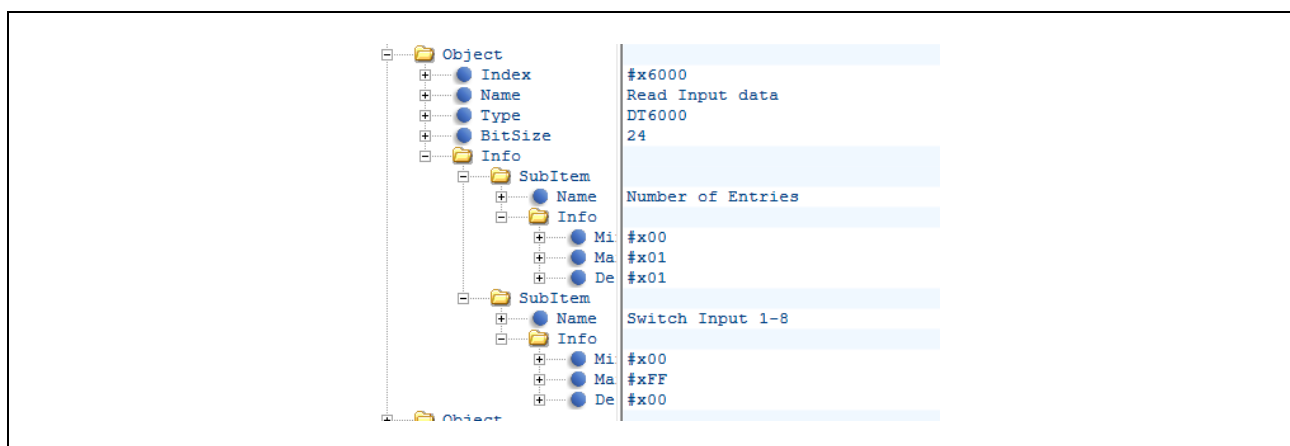 Object
Index #x6000
Name Read Input data
Type DT6000
BitSize 24
Info
SubItem
Name Number of Entries
Info
Mi #x00
Ma #x01
De #x01
SubItem
Name Switch Input 1-8
Info
Mi #x00
Ma #xFF
De #x00
Object